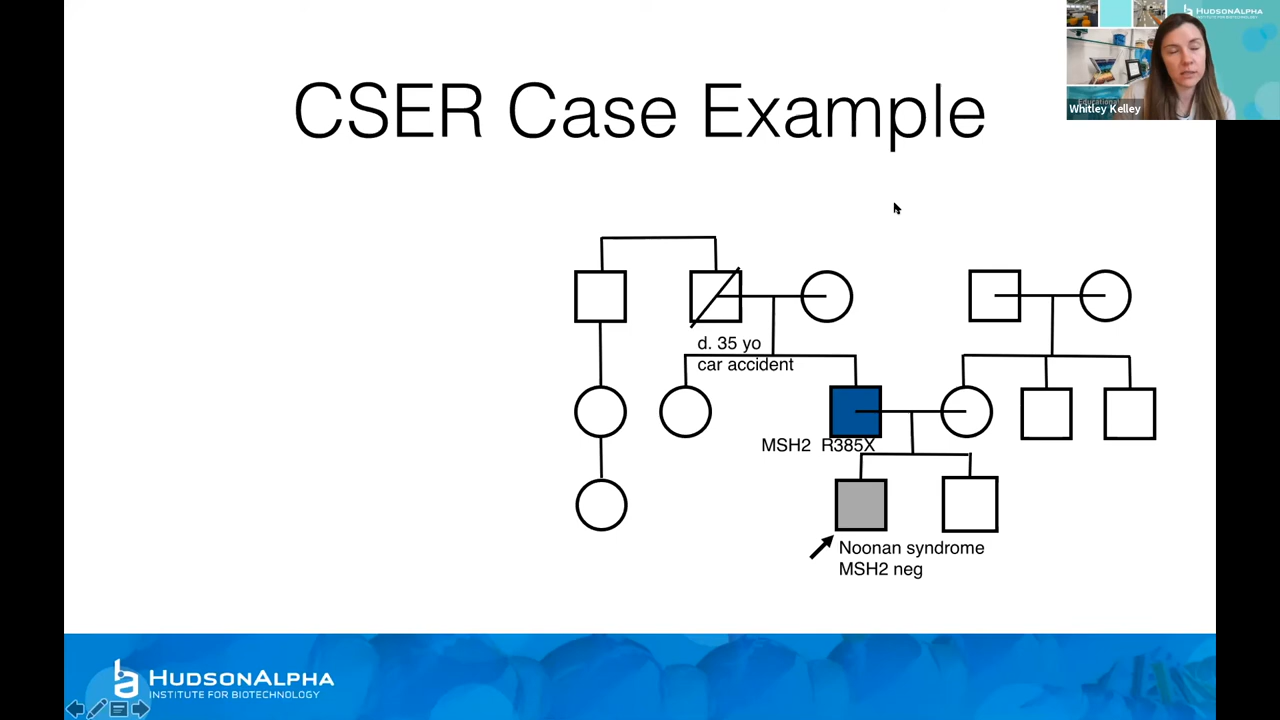 HUDSONALPHA
INSTITUTE FOR BIOTECHNOLOGY
Educational
Whitley Kelley
CSER Case Example
d. 35 yo
car accident
MSH2 R385X
Noonan syndrome
MSH2 neg
HUDSONALPHA
INSTITUTE FOR BIOTECHNOLOGY